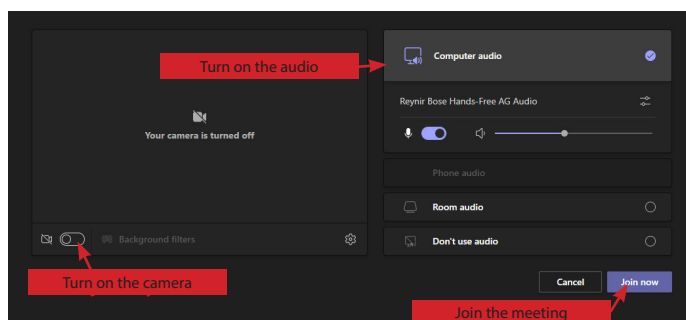 Turn on the audio
Computer audio
Your camera is turned off
Reynir Bose Hands-Free AG Audio
Phone audio
Room audio
Background filters
Don't use audio
Turn on the camera
Cancel
Join now
Join the meeting